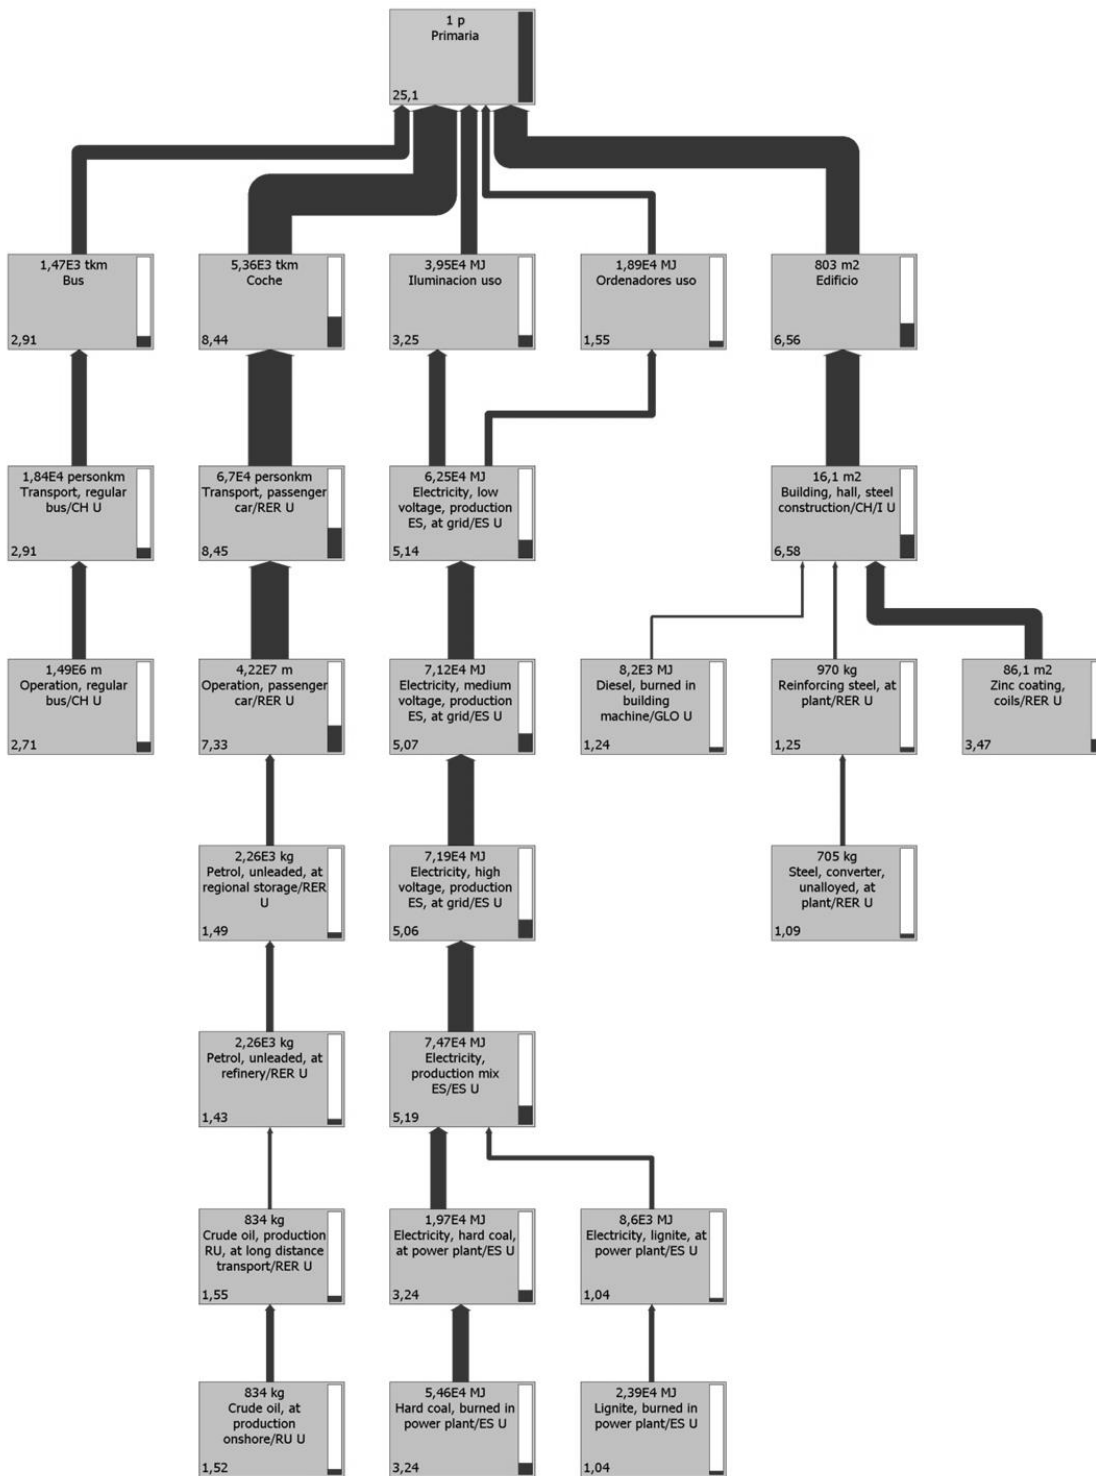 1 p
Primaria
25,1
1,47E3 tkm
Bus
2,91
5,36E3 tkm
Coche
8,44
3,95E4 MJ
Iluminacion uso
3,25
1,89E4 MJ
Ordenadores uso
1,55
803 m2
Edificio
6,56
1,84E4 personkm
Transport, regular
bus/CH U
2,91
6,7E4 personkm
Transport, passenger
car/RER U
8,45
6,25E4 MJ
Electricity, low
voltage, production
ES, at grid/ES U
5,14
16,1 m2
Building, hall, steel
construction/CH/I U
6,58
1,49E6 m
Operation, regular
bus/CH U
2,71
4,22E7 m
Operation, passenger
car/RER U
7,33
7,12E4 MJ
Electricity, medium
voltage, production
ES, at grid/ES U
5,07
8,2E3 MJ
Diesel, burned in
building
machine/GLO U
1,24
970 kg
Reinforcing steel, at
plant/RER U
1,25
86,1 m2
Zinc coating,
coils/RER U
3,47
2,26E3 kg
Petrol, unleaded, at
regional storage/RER
U
1,49
7,19E4 MJ
Electricity, high
voltage, production
ES, at grid/ES U
5,06
705 kg
Steel, converter,
unalloyed, at
plant/RER U
1,09
2,26E3 kg
Petrol, unleaded, at
refinery/RER U
1,43
7,47E4 MJ
Electricity,
production mix
ES/ES U
5,19
834 kg
Crude oil, production
RU, at long distance
transport/RER U
1,55
1,97E4 MJ
Electricity, hard coal,
at power plant/ES U
3,24
8,6E3 MJ
Electricity, lignite, at
power plant/ES U
1,04
834 kg
Crude oil, at
production
onshore/RU U
1,52
5,46E4 MJ
Hard coal, burned in
power plant/ES U
3,24
2,39E4 MJ
Lignite, burned in
power plant/ES U
1,04